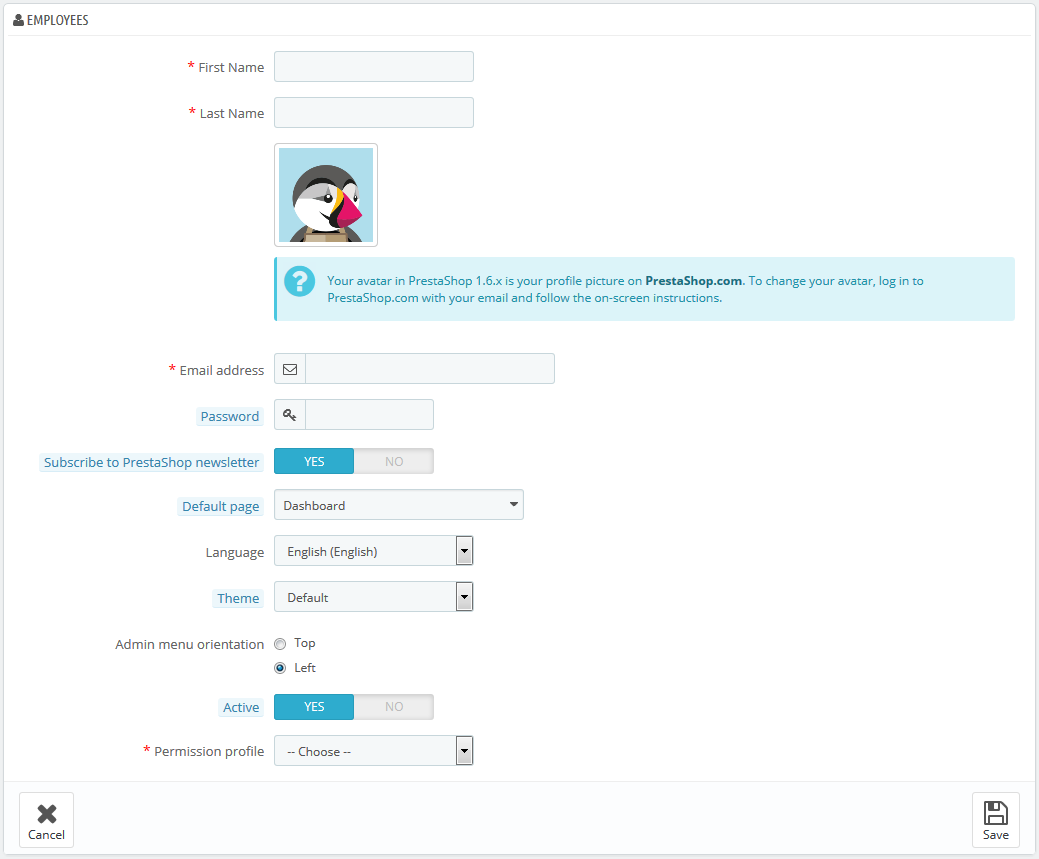 EMPLOYEES
* First Name
* Last Name
Your avatar in PrestaShop 1.6.x is your profile picture on PrestaShop.com. To change your avatar, log in to
PrestaShop.com with your email and follow the on-screen instructions.
* Email address
Password
Subscribe to PrestaShop newsletter YES NO
Default page Dashboard
Language English (English)
Theme Default
Admin menu orientation Top
Left
Active YES NO
* Permission profile -- Choose --
Cancel Save